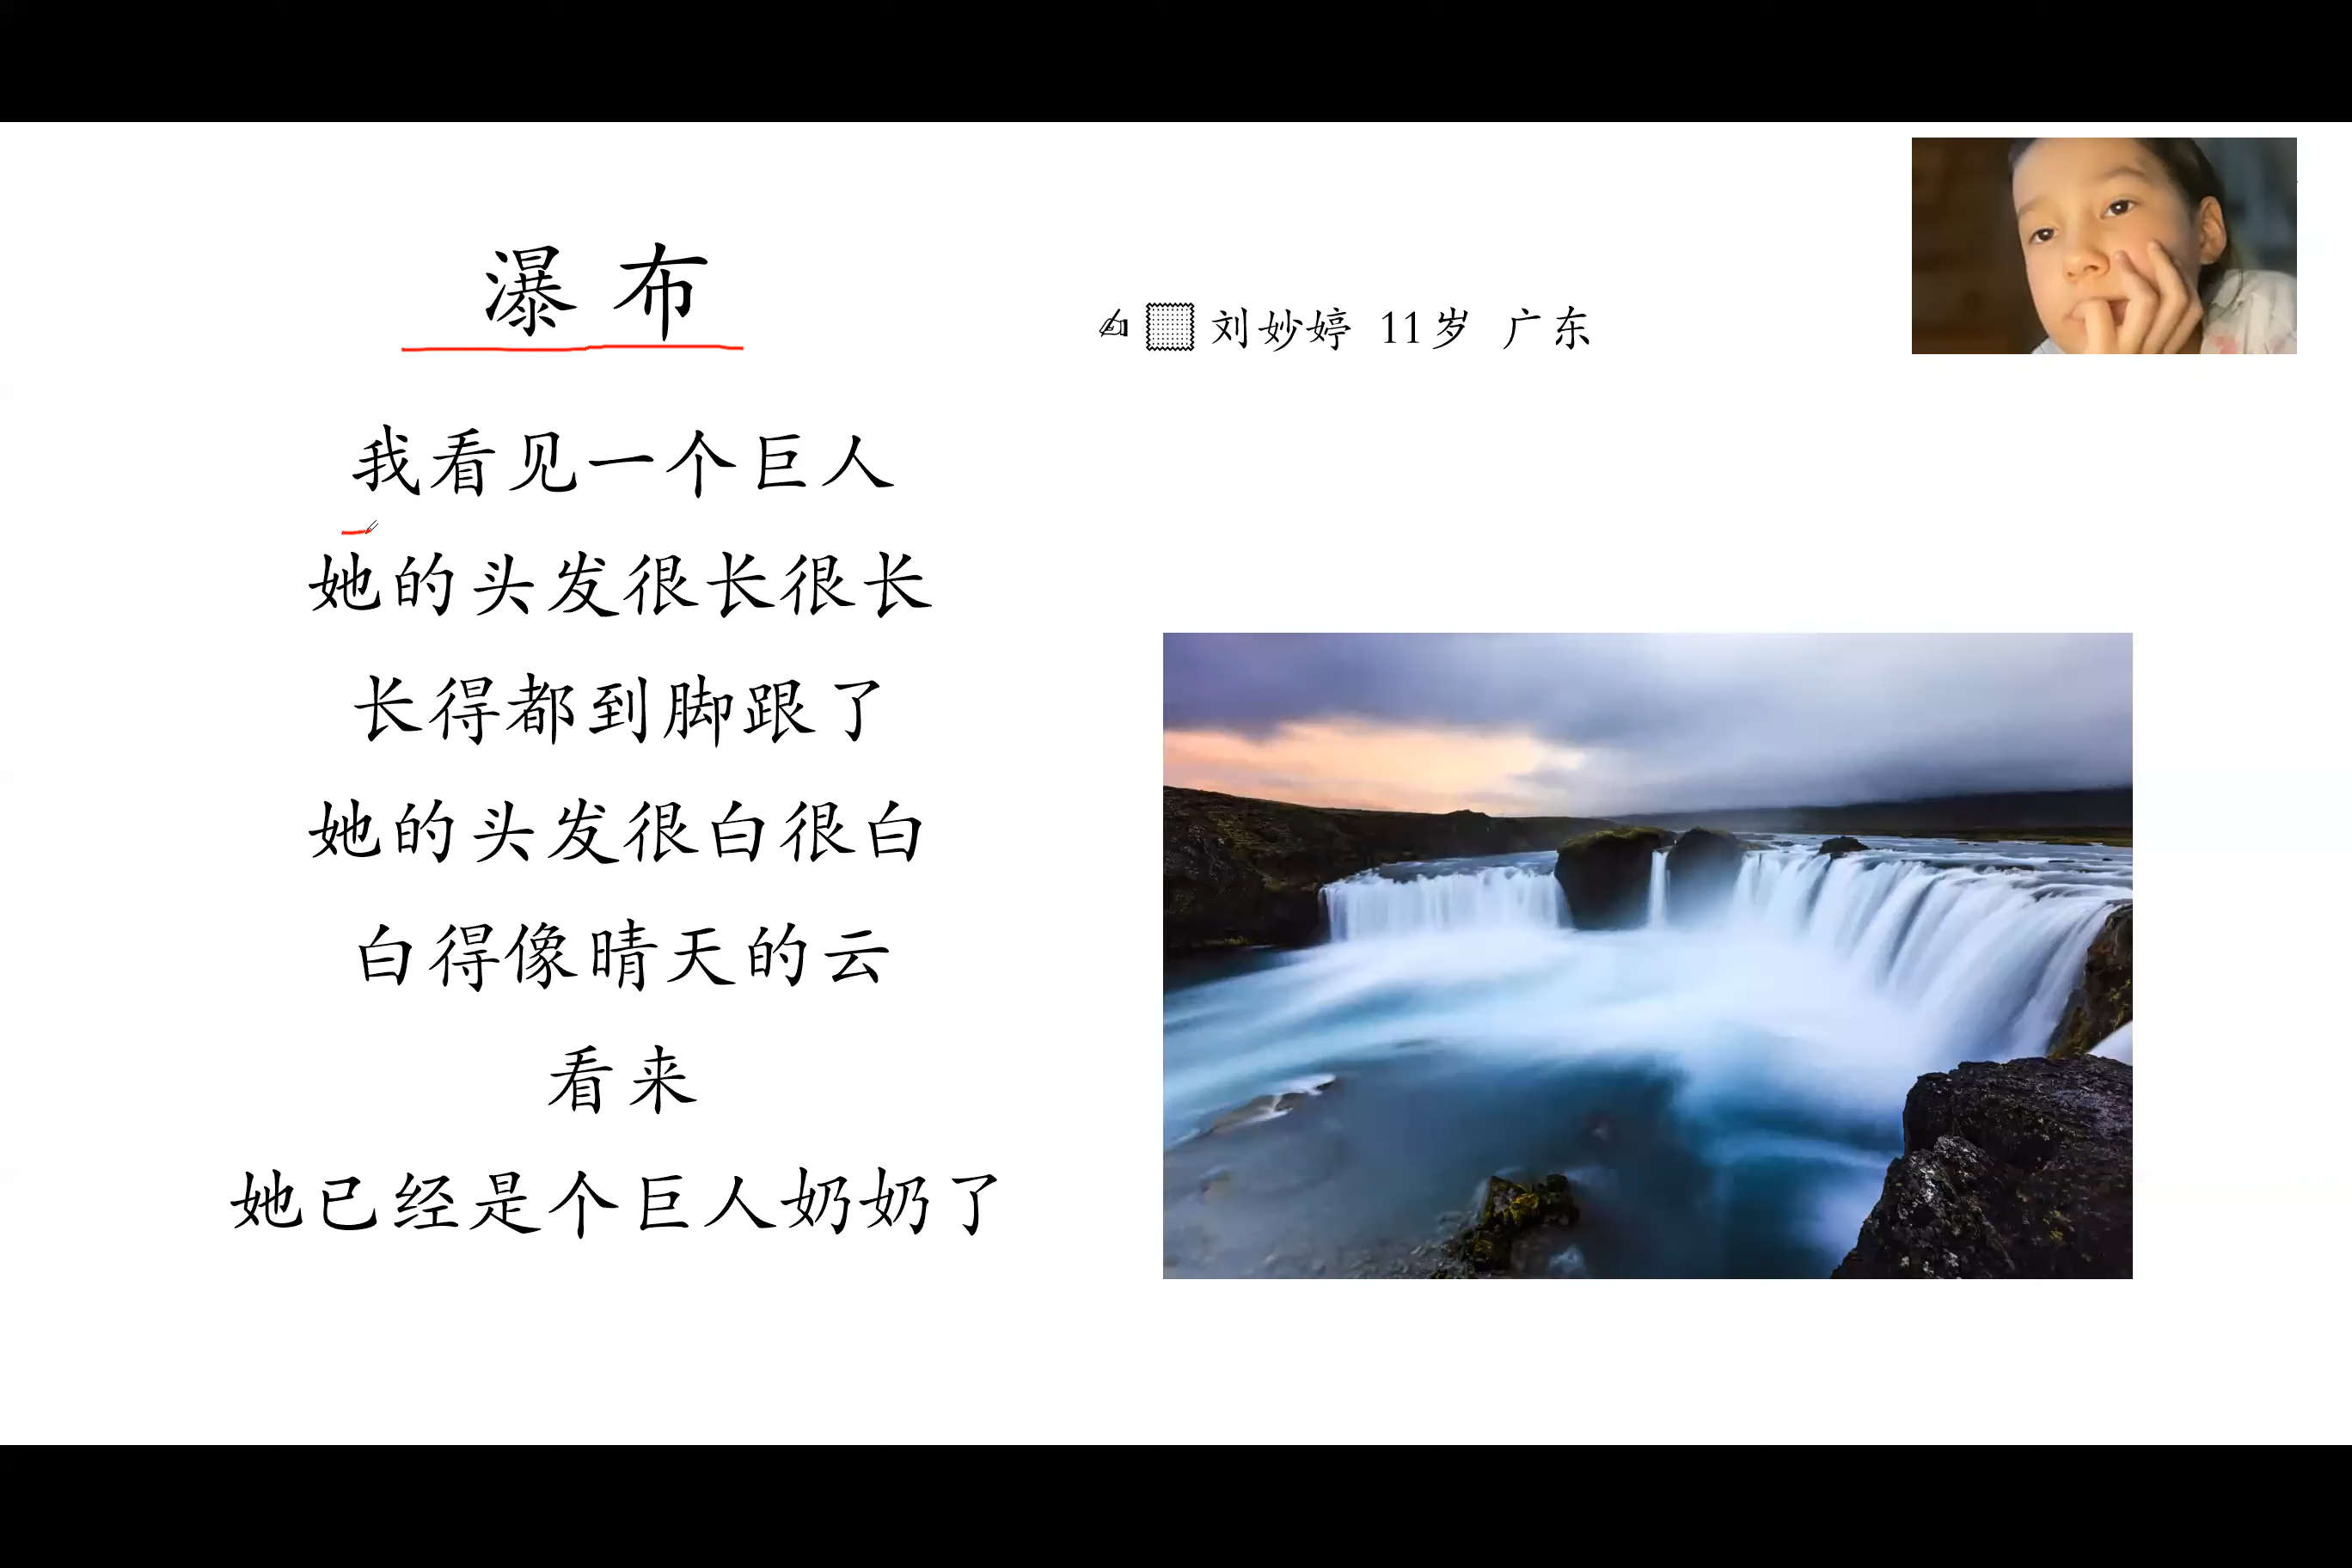 瀑布
刘妙婷 11岁 广东
我看见一个巨人
她的头发很长很长
长得都到脚跟了
她的头发很白很白
白得像晴天的云
看来
她已经是个巨人奶奶了